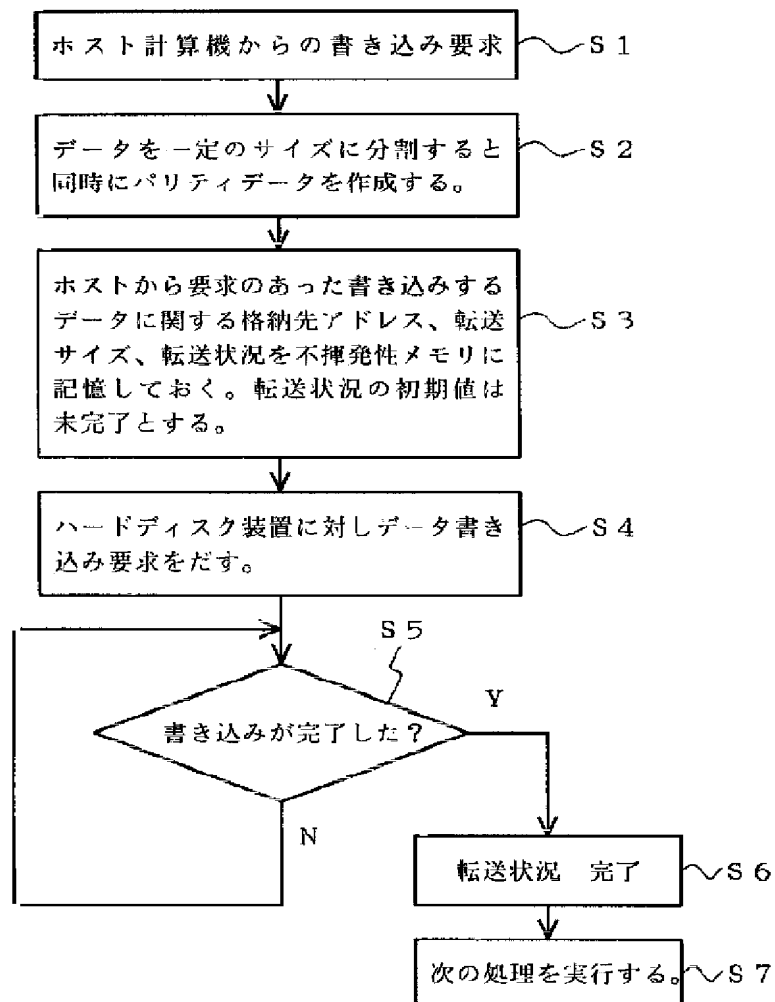 ホスト計算機からの書き込み要求 S1
データを一定のサイズに分割すると S2
同時にパリティデータを作成する。
ホストから要求のあった書き込みする
データに関する格納先アドレス、転送 S3
サイズ、転送状況を不揮発性メモリに
記憶しておく。転送状況の初期値は
未完了とする。
ハードディスク装置に対しデータ書き S4
込み要求をだす。
S5
書き込みが完了した?
Y
N
転送状況 完了 S6
次の処理を実行する。 S7